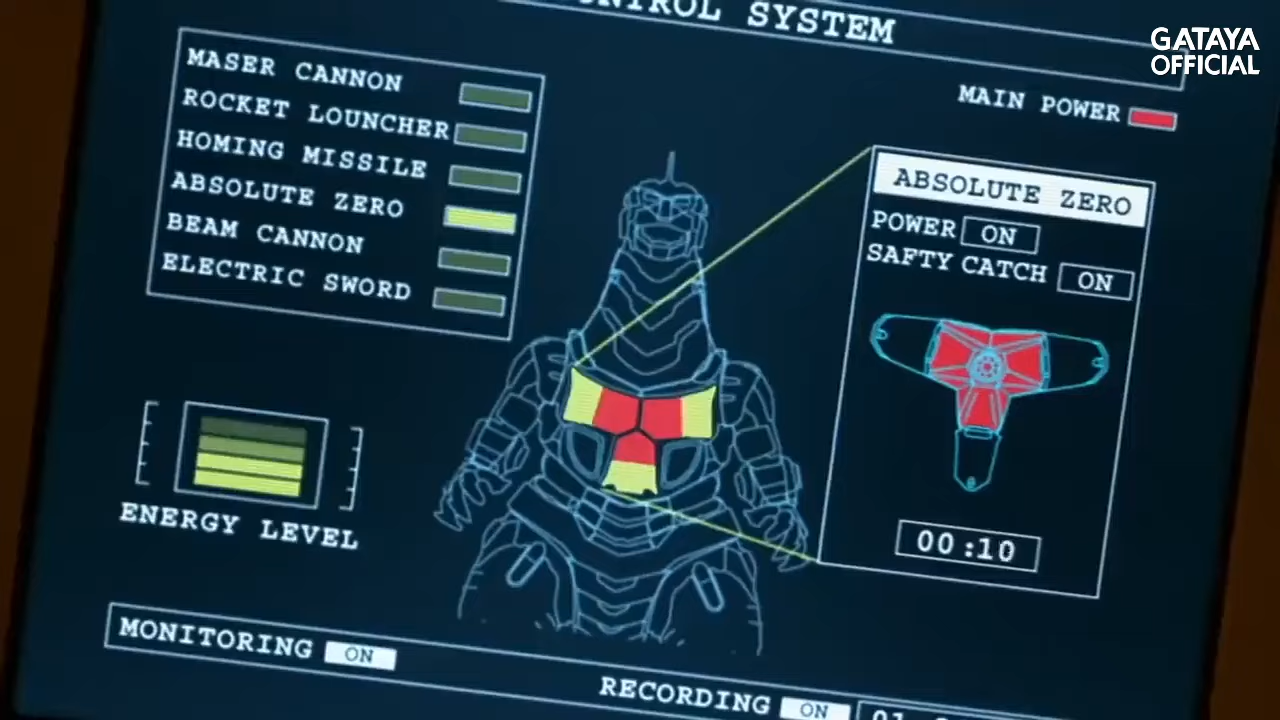 CONTROL SYSTEM
GATAYA
OFFICIAL
MASER CANNON
ROCKET LOUNCHER
HOMING MISSILE
ABSOLUTE ZERO
BEAM CANNON
ELECTRIC SWORD
MAIN POWER
ABSOLUTE ZERO
POWER ON
SAFTY CATCH ON
00:10
ENERGY LEVEL
MONITORING ON
RECORDING ON